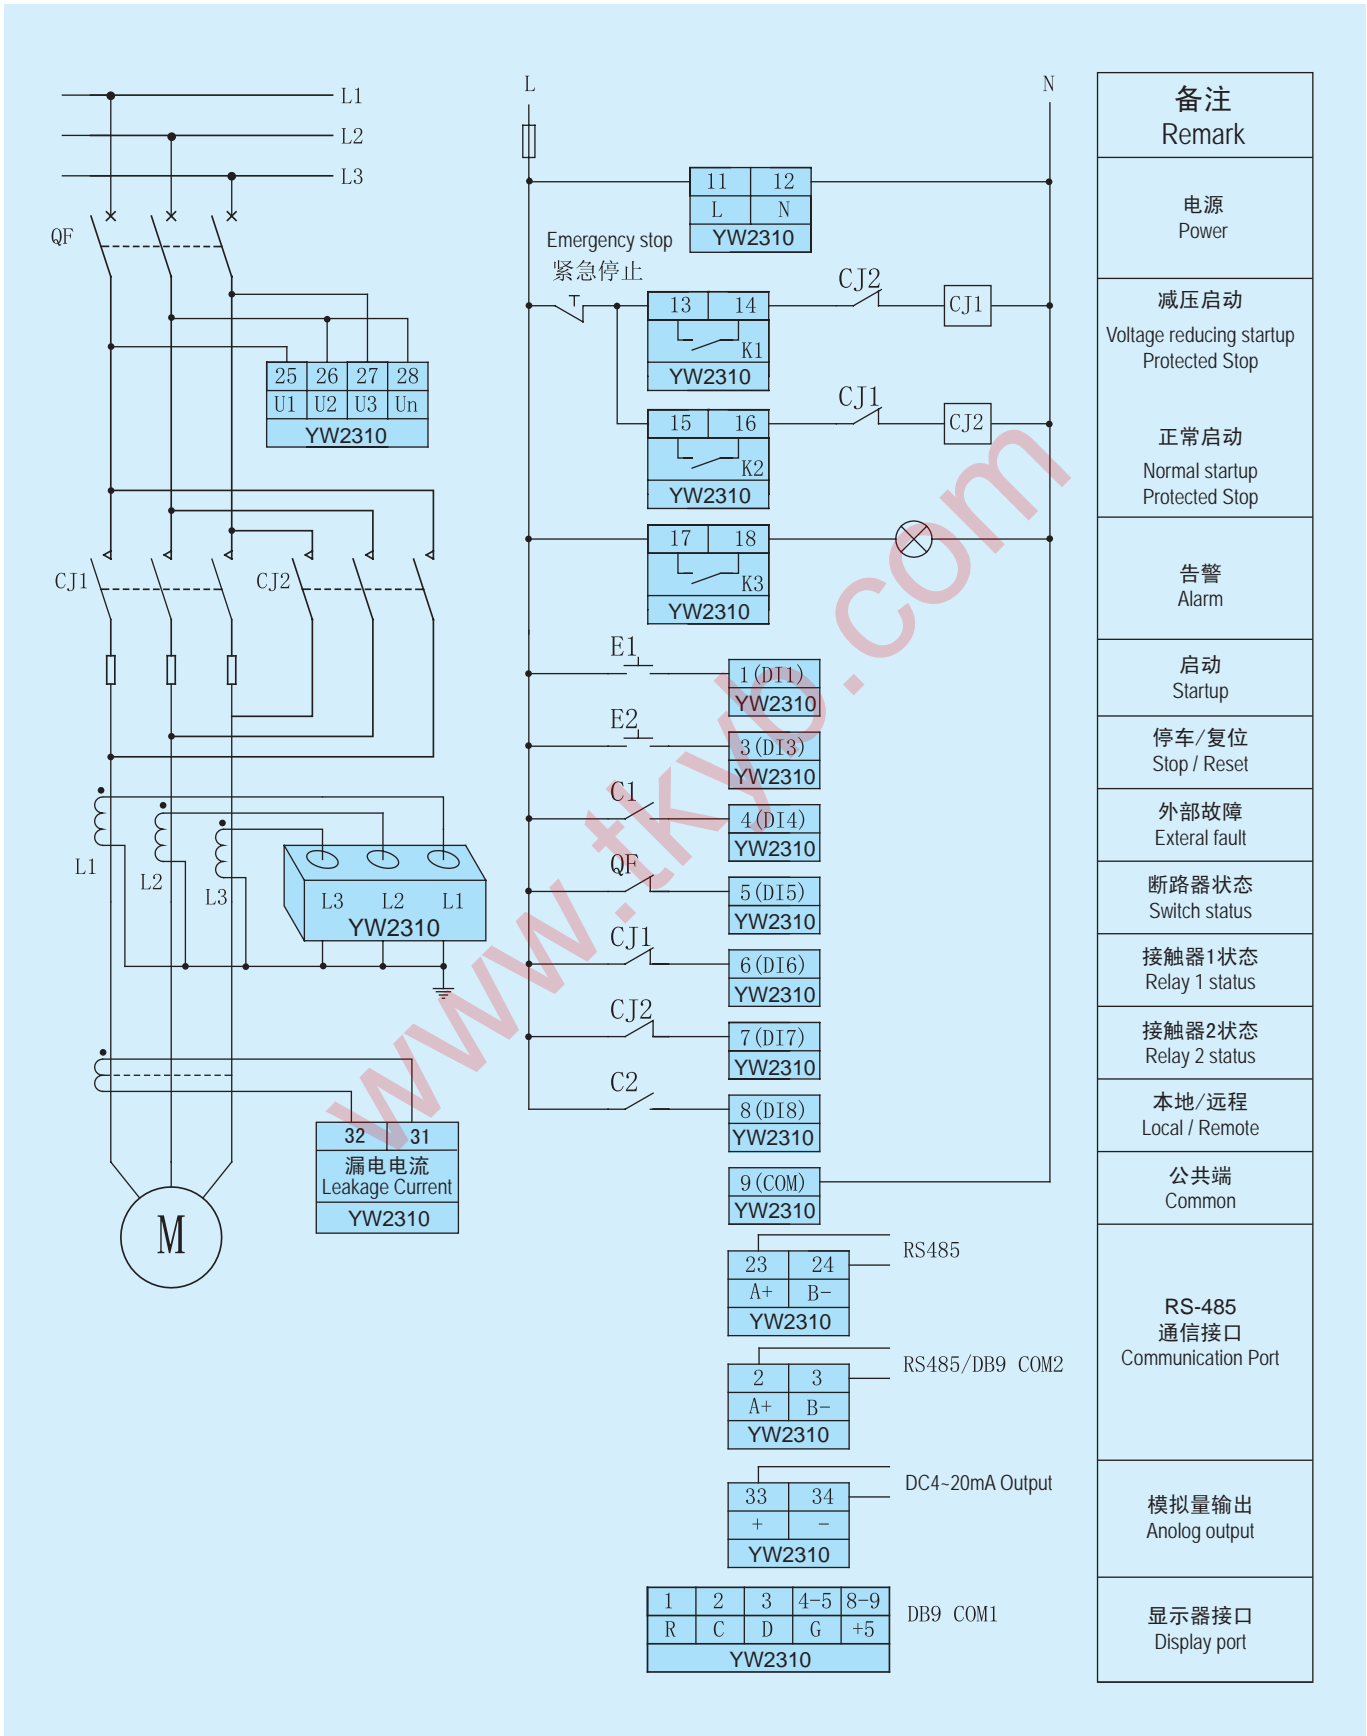 L1
L2
L3
QF
25 26 27 28
U1 U2 U3 Un
YW2310
CJ1
CJ2
L1
L2
L3
L3 L2 L1
YW2310
32 31
漏电电流
Leakage Current
YW2310
M
L
N
11 12
L N
YW2310
Emergency stop
紧急停止
13 14
K1
YW2310
CJ2
CJ1
15 16
K2
YW2310
CJ1
CJ2
17 18
K3
YW2310
E1
1(DI1)
YW2310
E2
3(DI3)
YW2310
C1
4(DI4)
YW2310
QF
5(DI5)
YW2310
CJ1
6(DI6)
YW2310
CJ2
7(DI7)
YW2310
C2
8(DI8)
YW2310
9(COM)
YW2310
23 24
A+ B-
YW2310
RS485
2 3
A+ B-
YW2310
RS485/DB9 COM2
33 34
+ -
YW2310
DC4~20mA Output
1 2 3 4-5 8-9
R C D G +5
YW2310
DB9 COM1
备注
Remark
电源
Power
减压启动
Voltage reducing startup
Protected Stop
正常启动
Normal startup
Protected Stop
告警
Alarm
启动
Startup
停车/复位
Stop / Reset
外部故障
Exteral fault
断路器状态
Switch status
接触器1状态
Relay 1 status
接触器2状态
Relay 2 status
本地/远程
Local / Remote
公共端
Common
RS-485
通信接口
Communication Port
模拟量输出
Anolog output
显示器接口
Display port
www.tkyb.com